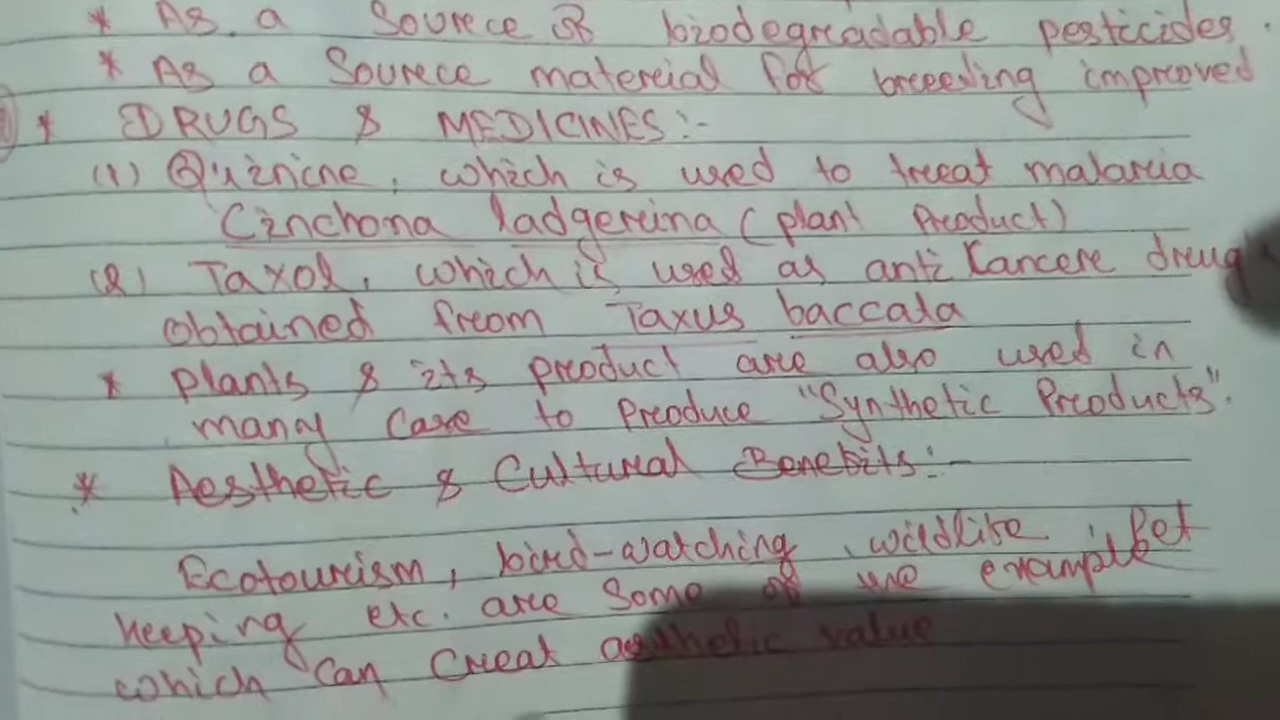 * As a Source of biodegradable pesticides.
* As a Source material for breeding improved
* DRUGS & MEDICINES:-
(1) Quinine, which is used to treat malaria
Cinchona ladgerina (plant Product)
(2) Taxol, which is used as anti cancer drug
obtained from Taxus baccata
* plants & its product are also used in
many case to Produce "Synthetic Products".
* Aesthetic & Cultural Benefits:-
Ecotourism, bird-watching, wildlife, Pet
keeping etc. are some of the example
which can creat aesthetic value